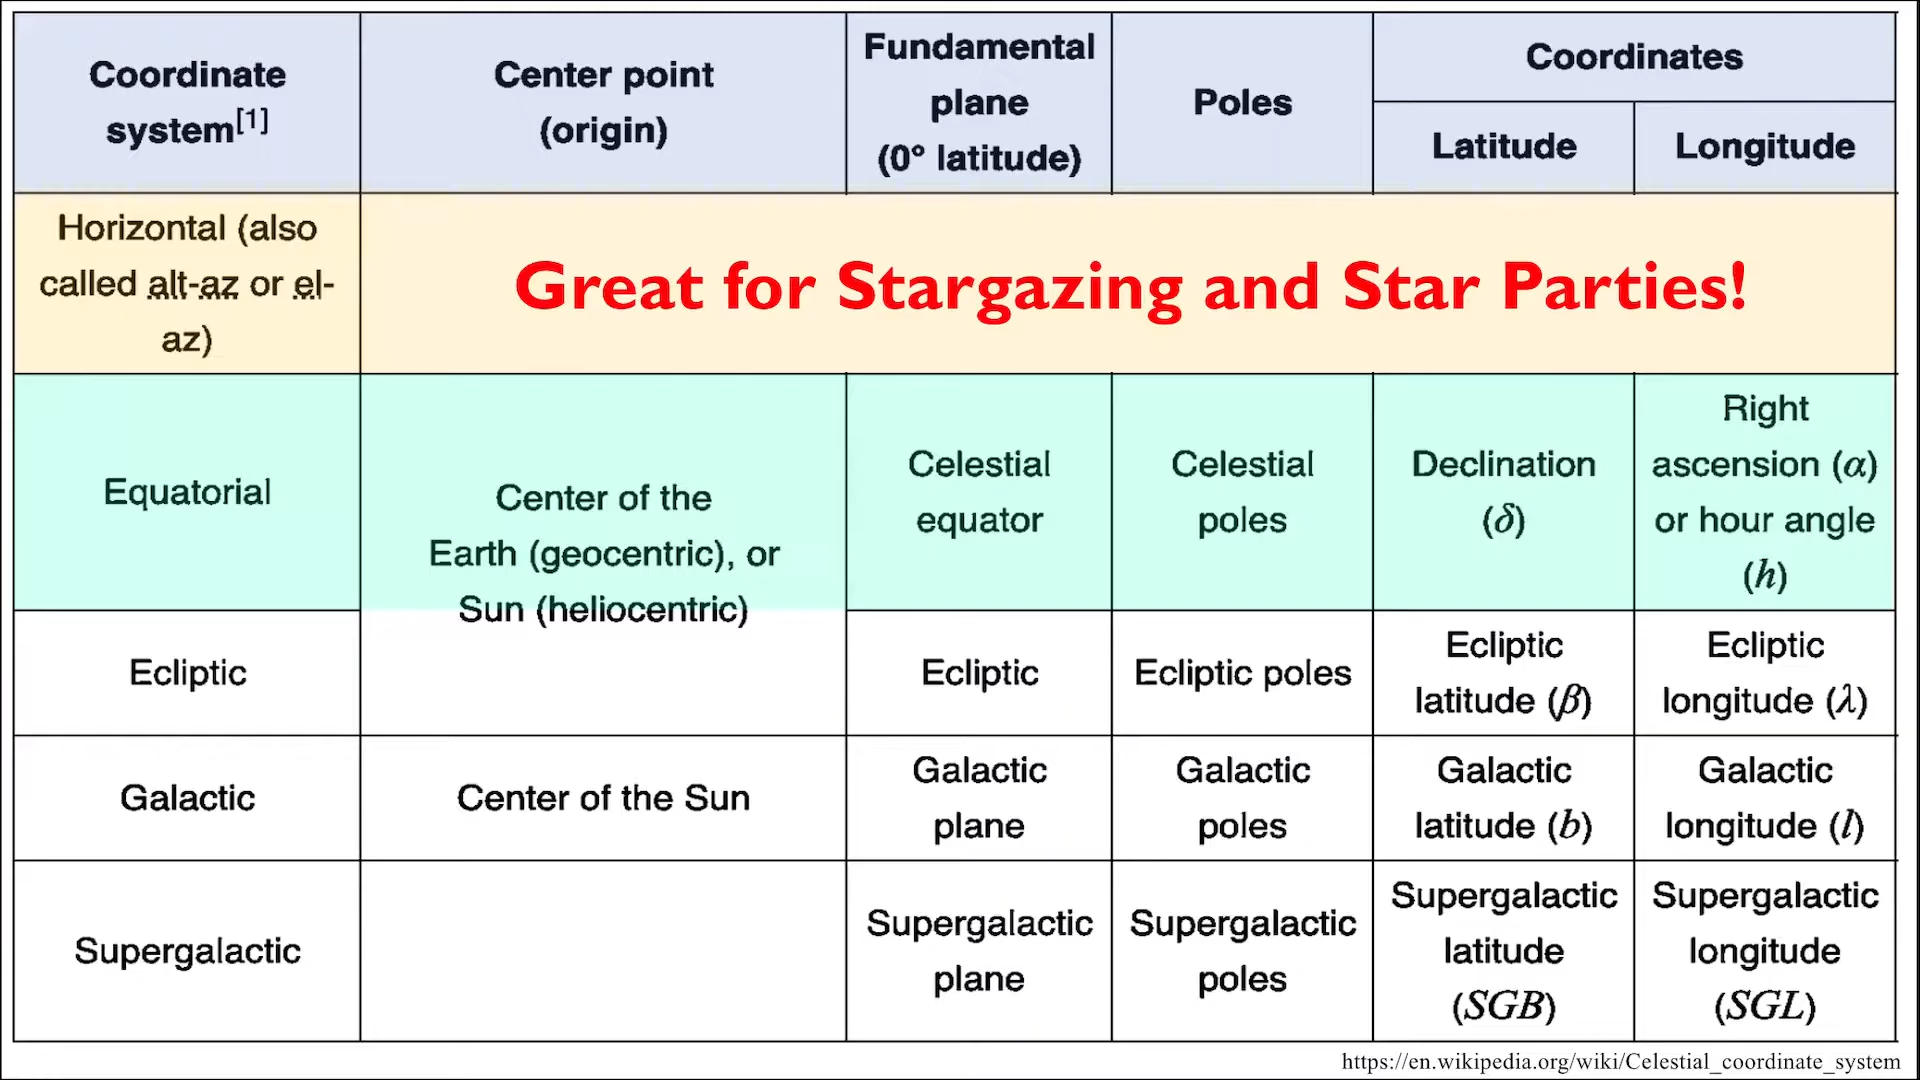 Coordinate
system[1]
Center point
(origin)
Fundamental
plane
(0° latitude)
Poles
Coordinates
Latitude
Longitude
Horizontal (also
called alt-az or el-
az)
Great for Stargazing and Star Parties!
Equatorial
Center of the
Earth (geocentric), or
Sun (heliocentric)
Celestial
equator
Celestial
poles
Declination
(δ)
Right
ascension (α)
or hour angle
(h)
Ecliptic
Ecliptic
Ecliptic poles
Ecliptic
latitude (β)
Ecliptic
longitude (λ)
Galactic
Center of the Sun
Galactic
plane
Galactic
poles
Galactic
latitude (b)
Galactic
longitude (l)
Supergalactic
Supergalactic
plane
Supergalactic
poles
Supergalactic
latitude
(SGB)
Supergalactic
longitude
(SGL)
https://en.wikipedia.org/wiki/Celestial_coordinate_system